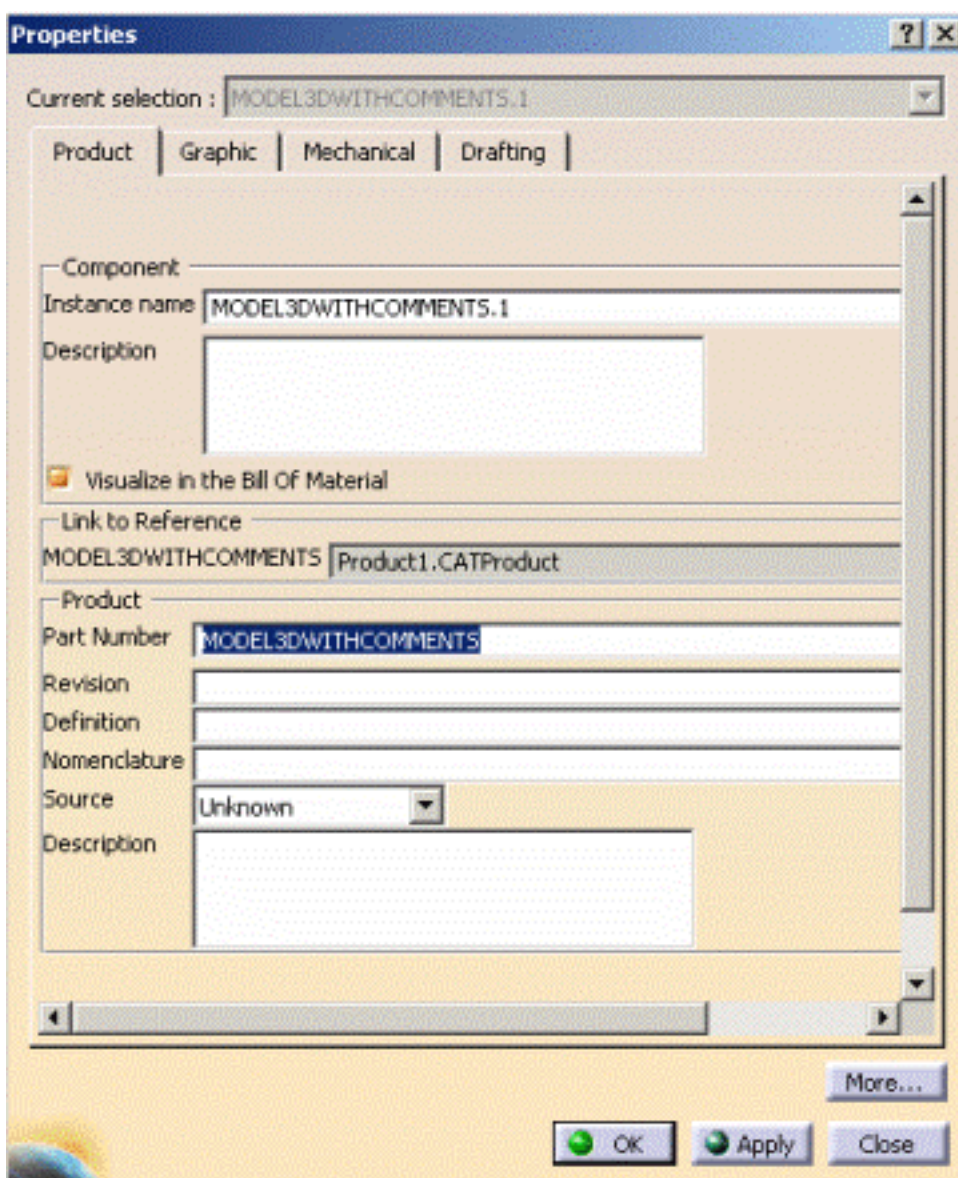 Properties
Current selection : MODEL3DWITHCOMMENTS.1
Product Graphic Mechanical Drafting
Component
Instance name MODEL3DWITHCOMMENTS.1
Description
Visualize in the Bill Of Material
Link to Reference
MODEL3DWITHCOMMENTS Product1.CATProduct
Product
Part Number MODEL3DWITHCOMMENTS
Revision
Definition
Nomenclature
Source Unknown
Description
More...
OK Apply Close